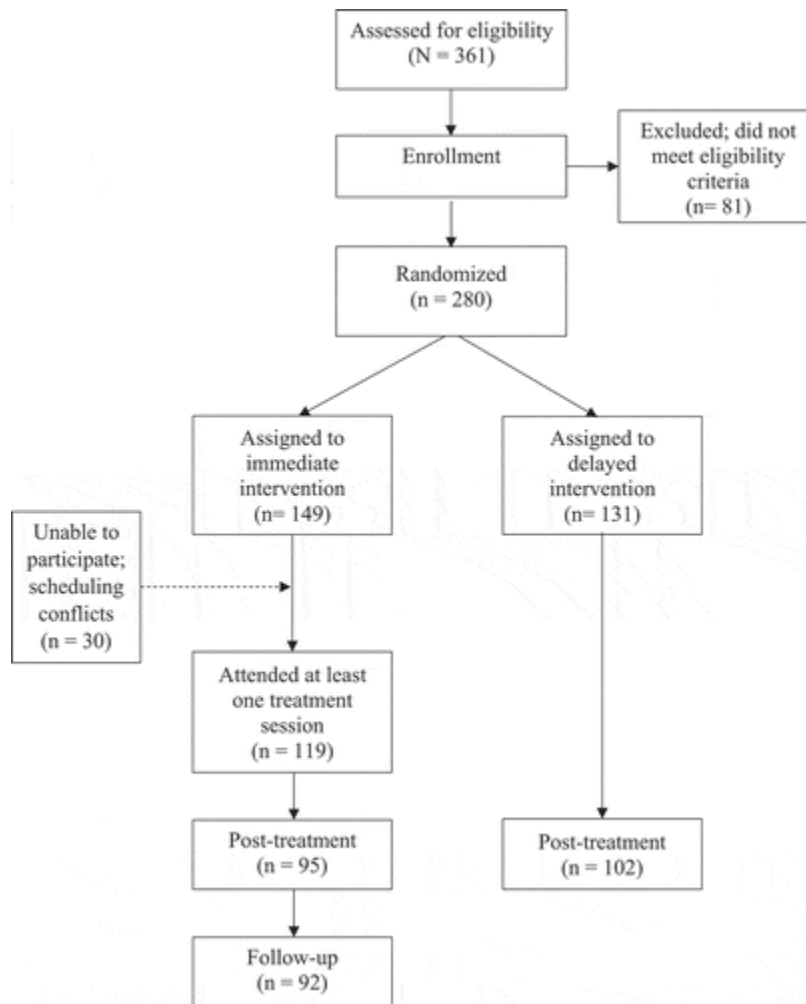 Assessed for eligibility
(N = 361)
Enrollment
Excluded; did not
meet eligibility
criteria
(n= 81)
Randomized
(n = 280)
Assigned to
immediate
intervention
(n= 149)
Assigned to
delayed
intervention
(n= 131)
Unable to
participate;
scheduling
conflicts
(n = 30)
Attended at least
one treatment
session
(n = 119)
Post-treatment
(n = 95)
Post-treatment
(n = 102)
Follow-up
(n = 92)